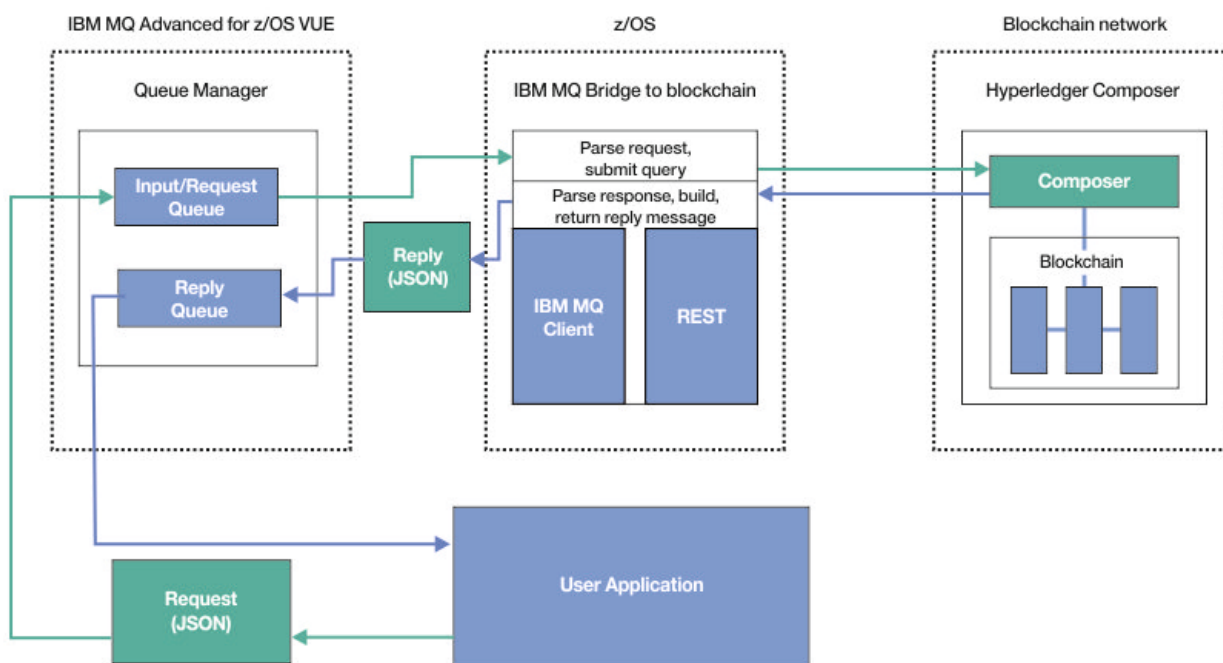 IBM MQ Advanced for z/OS VUE
z/OS
Blockchain network
Queue Manager
IBM MQ Bridge to blockchain
Hyperledger Composer
Parse request,
submit query
Input/Request
Queue
Composer
Parse response, build,
return reply message
Reply
(JSON)
Reply
Queue
IBM MQ
Client
REST
Blockchain
User Application
Request
(JSON)